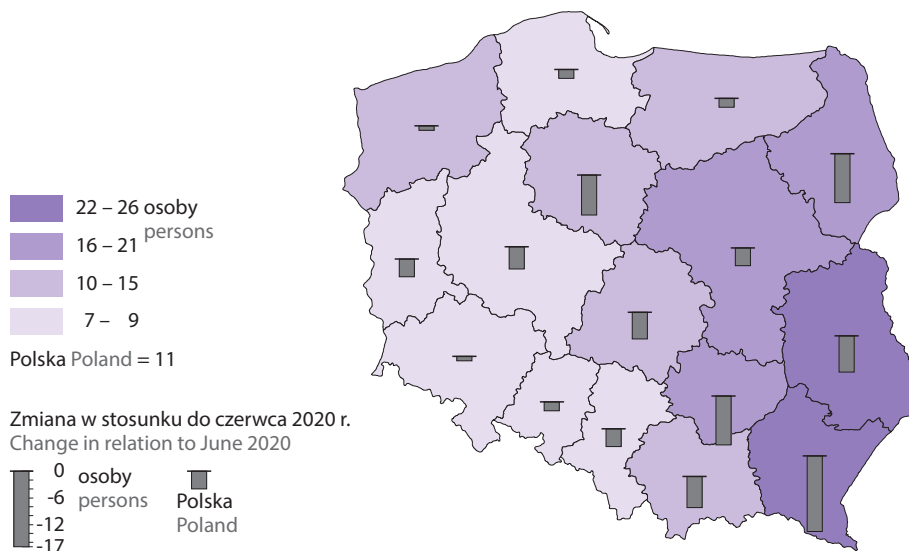 22 – 26 osoby
persons
16 – 21
10 – 15
7 – 9
Polska Poland = 11
Zmiana w stosunku do czerwca 2020 r.
Change in relation to June 2020
0 osoby
-6 persons
-12
-17
Polska
Poland